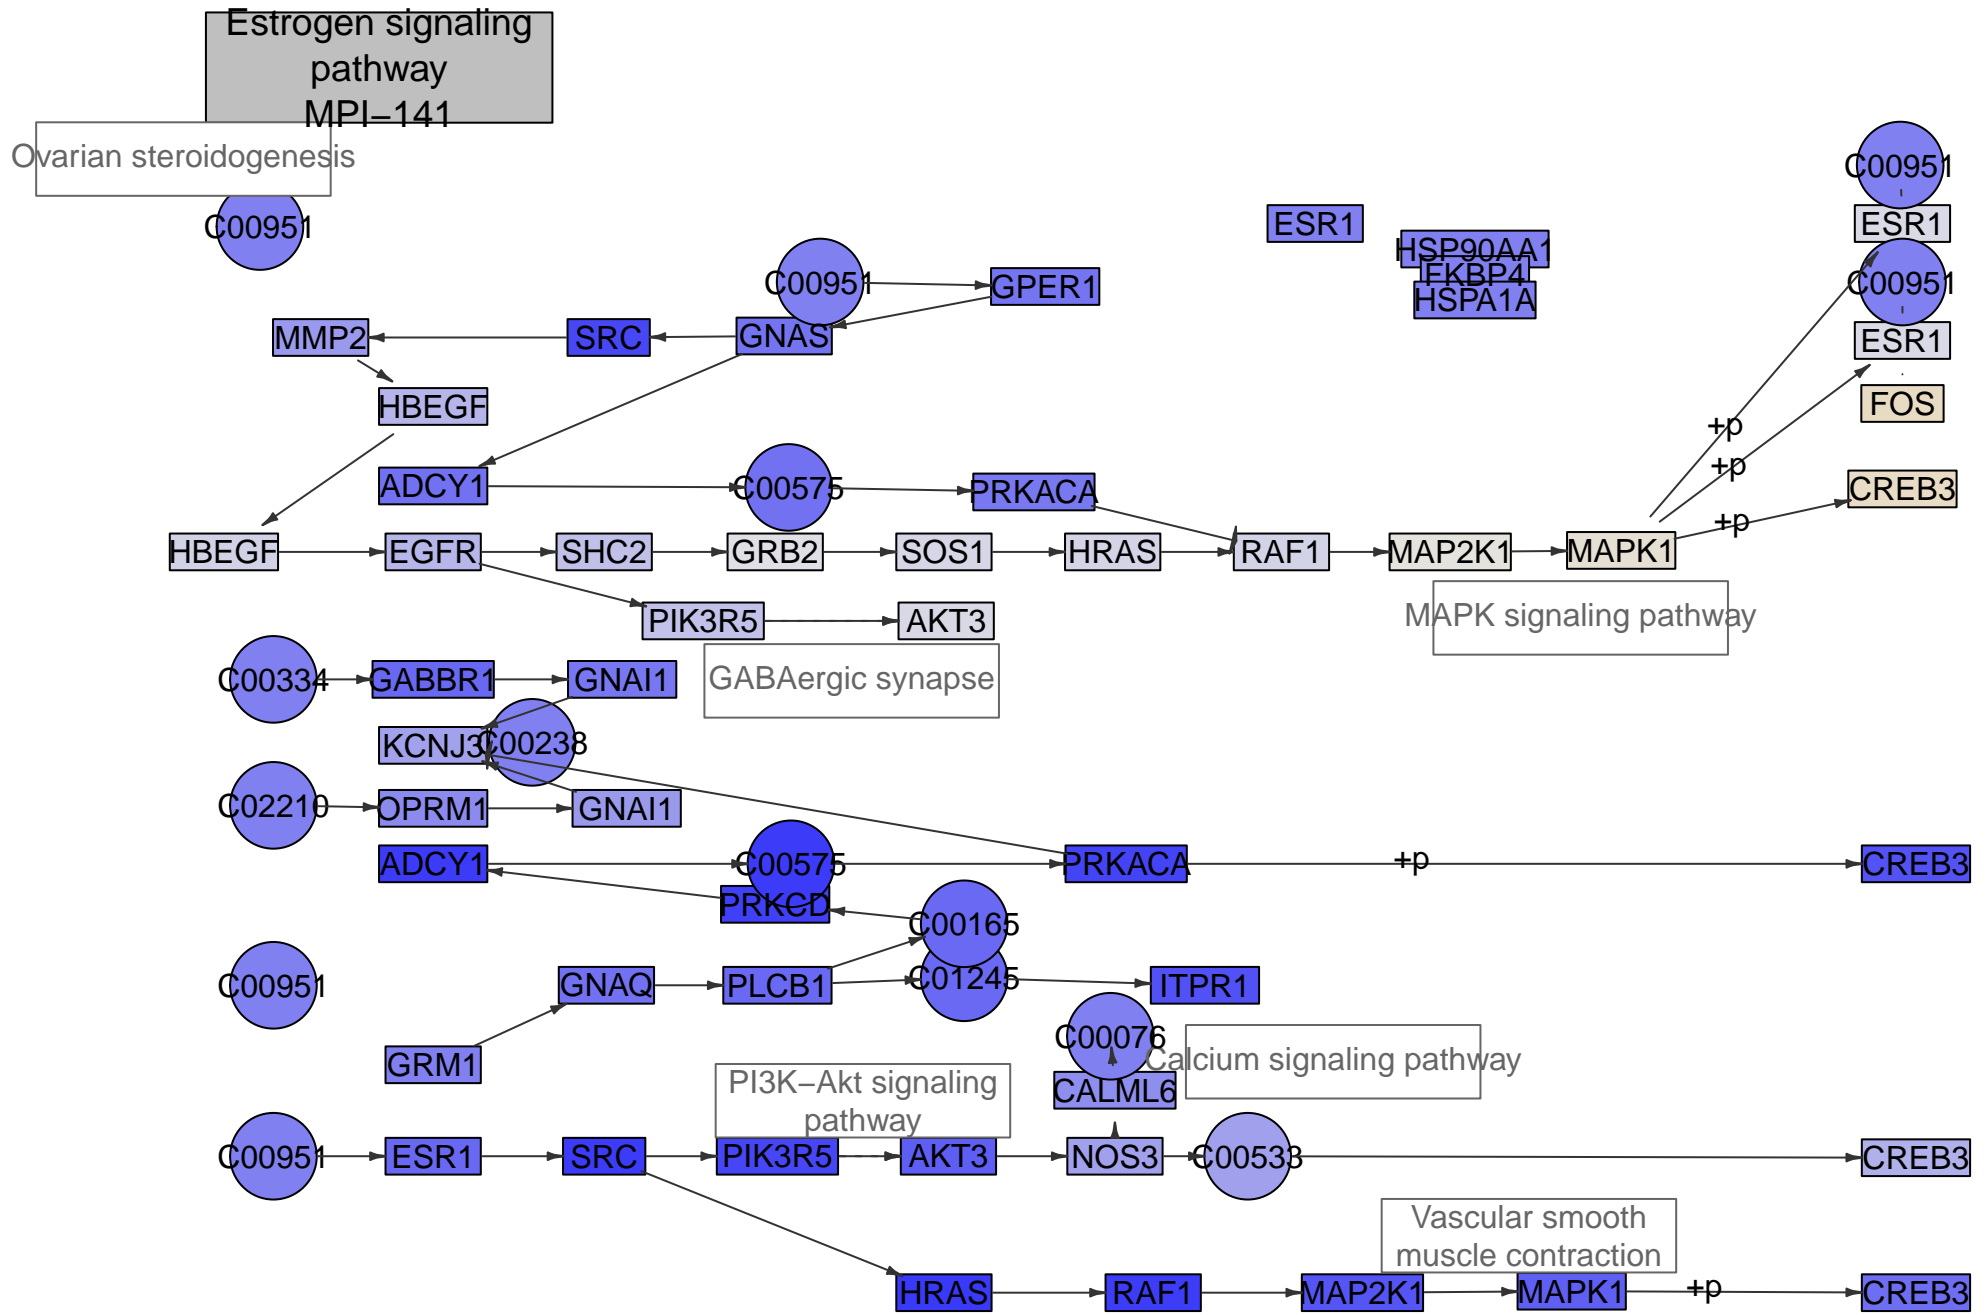 Estrogen signaling
pathway
MPI−141
Ovarian steroidogenesis
C00951
C00951
ESR1
ESR1
C00951
HSP90AA1
FKBP4
HSPA1A
C00951
GPER1
C00951
MMP2
SRC
GNAS
ESR1
HBEGF
FOS
+p
+p
ADCY1
C00575
PRKACA
CREB3
+p
HBEGF
EGFR
SHC2
GRB2
SOS1
HRAS
RAF1
MAP2K1
MAPK1
PIK3R5
AKT3
MAPK signaling pathway
C00334
GABBR1
GNAI1
GABAergic synapse
KCNJ3
C00238
C02210
OPRM1
GNAI1
ADCY1
C00575
PRKACA
+p
CREB3
PRKCD
C00165
C00951
GNAQ
PLCB1
C01245
ITPR1
C00076
Calcium signaling pathway
GRM1
CALML6
PI3K−Akt signaling
pathway
C00951
ESR1
SRC
PIK3R5
AKT3
NOS3
C00533
CREB3
Vascular smooth
muscle contraction
HRAS
RAF1
MAP2K1
MAPK1
+p
CREB3